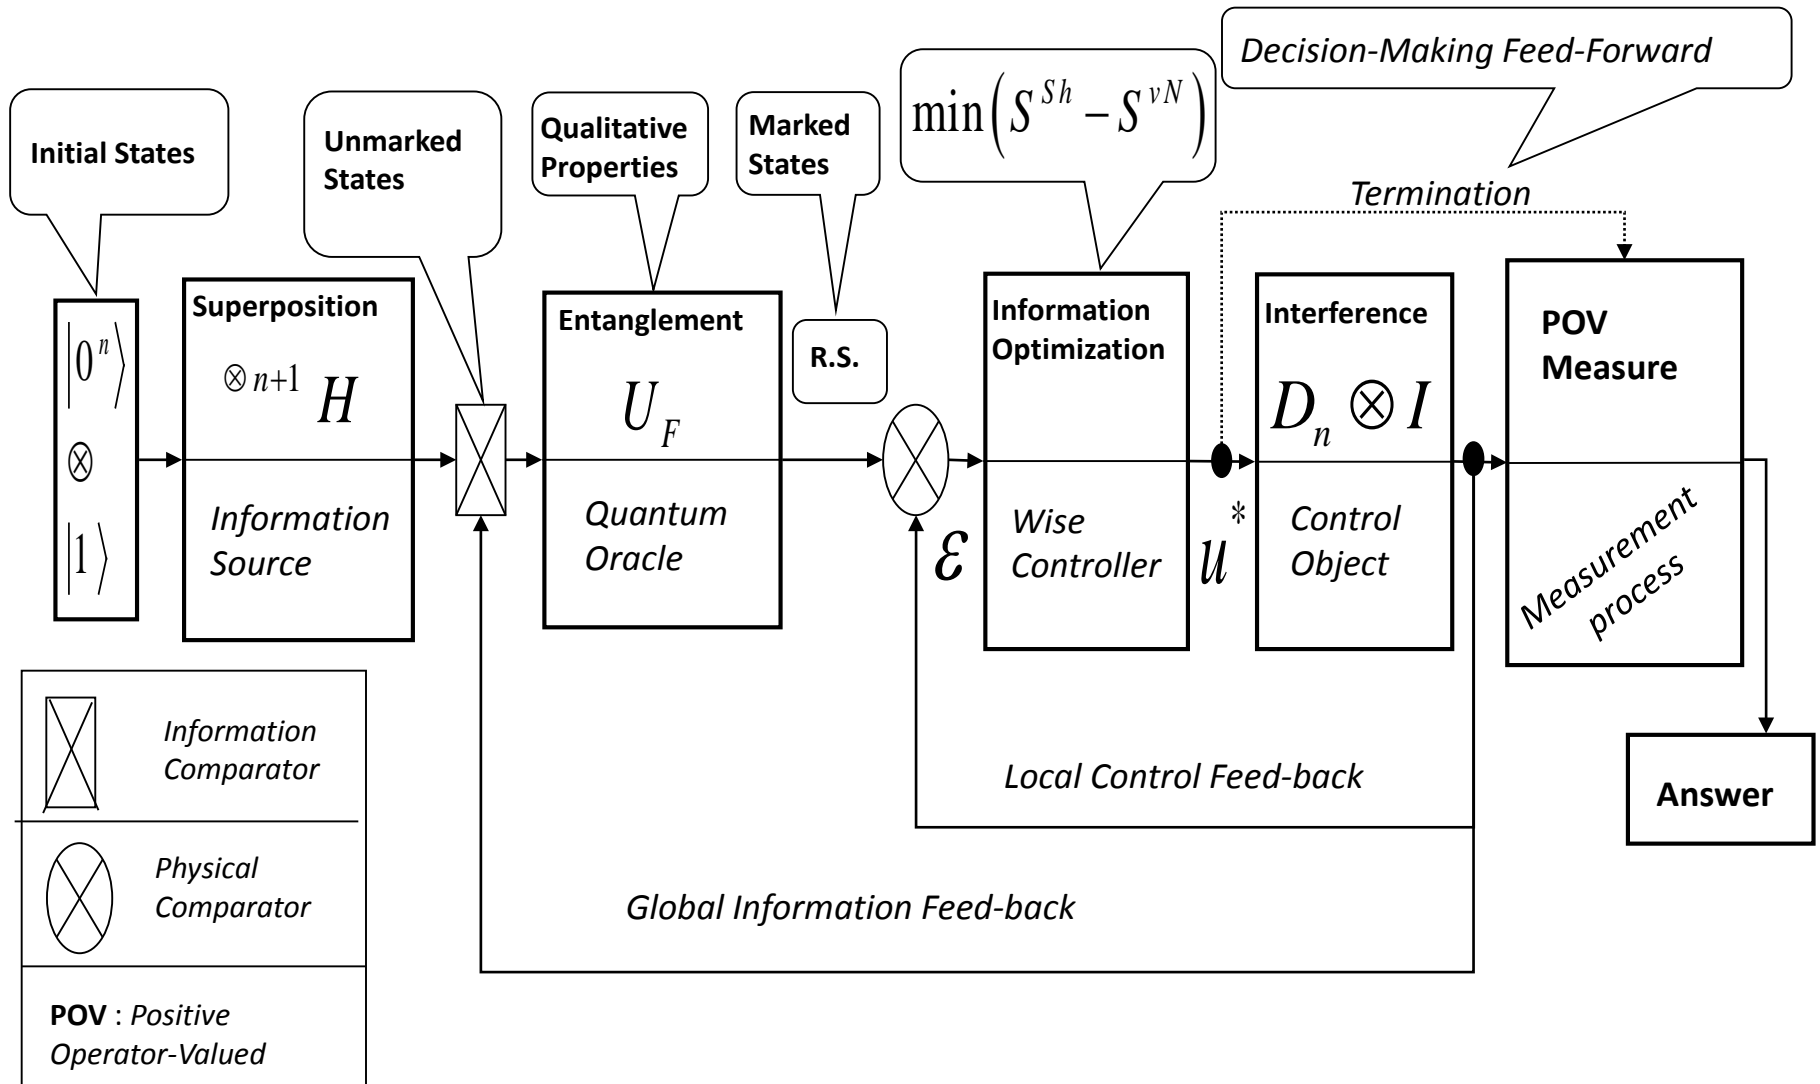 Decision-Making Feed-Forward
min(S^{Sh} – S^{vN})
Initial States
Unmarked
States
Qualitative
Properties
Marked
States
Termination
|0^n⟩
⊗
|1⟩
Superposition
⊗ n+1 H
Information
Source
Entanglement
U_F
Quantum
Oracle
R.S.
ε
Information
Optimization
Wise
Controller
u*
Interference
D_n ⊗ I
Control
Object
POV
Measure
Measurement
process
Answer
Local Control Feed-back
Global Information Feed-back
Information
Comparator
Physical
Comparator
POV : Positive
Operator-Valued